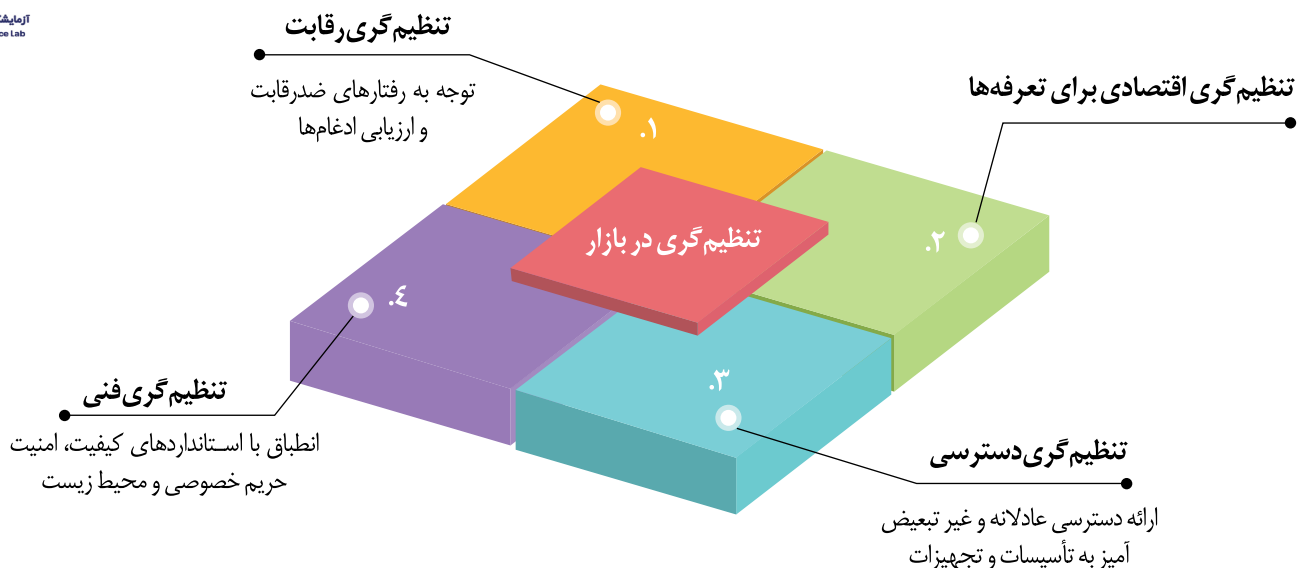 تنظیم‌گری رقابت
توجه به رفتارهای ضدرقابت
و ارزیابی ادغام‌ها
۱.
تنظیم‌گری اقتصادی برای تعرفه‌ها
۲.
تنظیم‌گری در بازار
۳.
تنظیم‌گری دسترسی
ارائه دسترسی عادلانه و غیر تبعیض
آمیز به تأسیسات و تجهیزات
٤.
تنظیم‌گری فنی
انطباق با استانداردهای کیفیت، امنیت
حریم خصوصی و محیط زیست
Lab